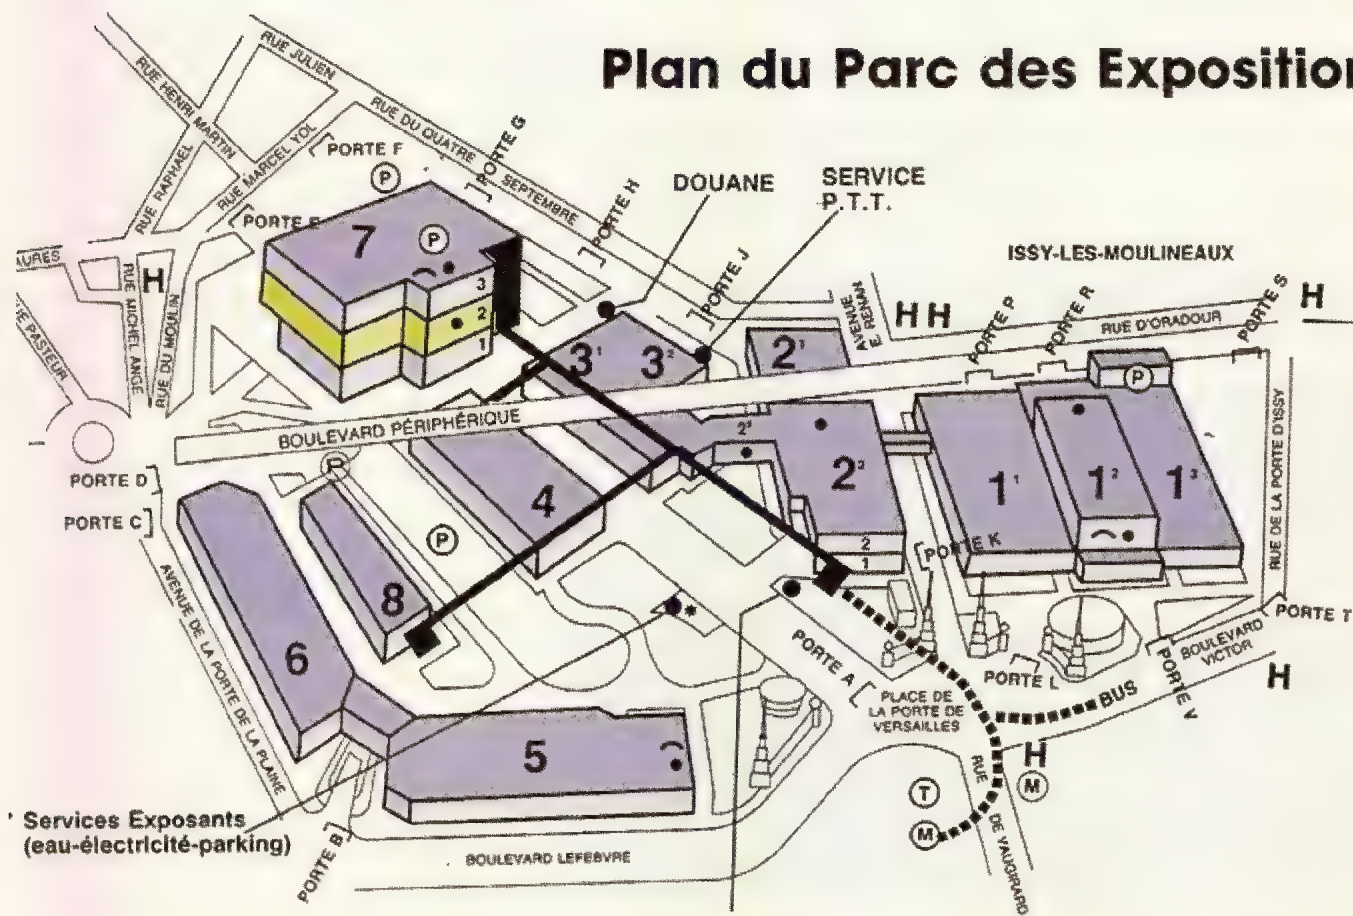 Plan du Parc des Exposition
RUE JULIEN
RUE HENRI MARTIN
RUE DU QUATRE SEPTEMBRE
RUE RAPHAEL
RUE MARCEL YOL
PORTE F
PORTE G
PORTE H
DOUANE
SERVICE
P.T.T.
PORTE E
P
7
P
3
2
1
PORTE J
ISSY-LES-MOULINEAUX
AURES
H
RUE MICHEL ANGE
RUE DU MOULIN
PASTEUR
AVENUE
E. RENAN
H H
PORTE P
PORTE R
RUE D'ORADOUR
PORTE S
H
3¹
3²
2¹
P
BOULEVARD PÉRIPHÉRIQUE
2³
2²
1¹
1²
1³
RUE DE LA PORTE D'ISSY
PORTE D
PORTE C
P
4
P
2
1
PORTE K
8
6
AVENUE DE LA PORTE DE LA PLAINE
*
PORTE A
PLACE DE
LA PORTE DE
VERSAILLES
PORTE L
PORTE T
BOULEVARD
VICTOR
PORTE V
H
BUS
5
H
M
T
M
RUE DE VAUGIRARD
Services Exposants
(eau-électricité-parking)
PORTE B
BOULEVARD LEFEBVRE